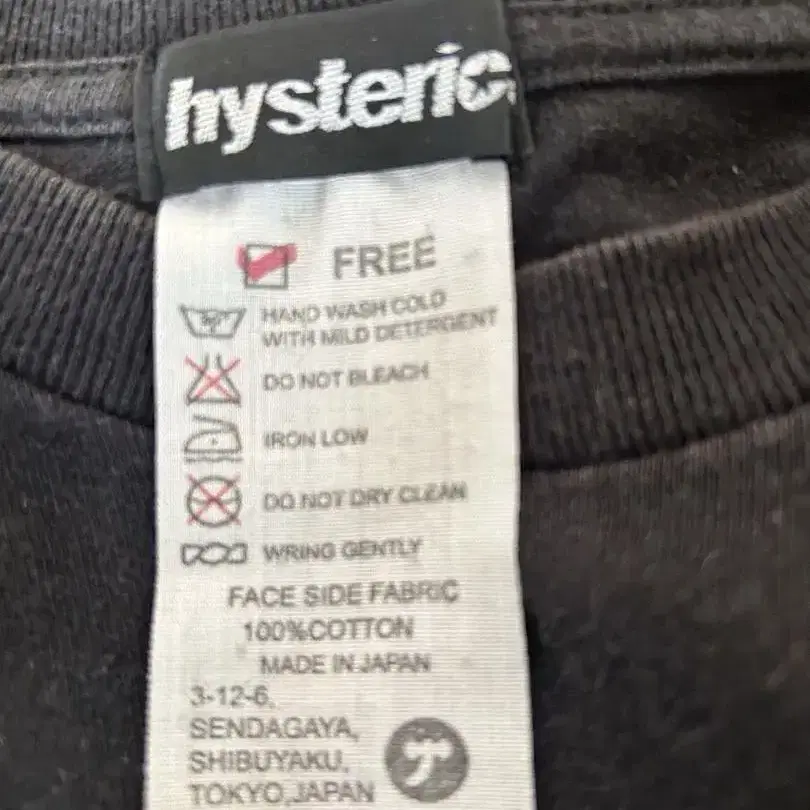 hysteric.
FREE
HAND WASH COLD
WITH MILD DETERGENT
DO NOT BLEACH
IRON LOW
DO NOT DRY CLEAN
WRING GENTLY
FACE SIDE FABRIC
100%COTTON
MADE IN JAPAN
3-12-6,
SENDAGAYA,
SHIBUYAKU,
TOKYO,JAPAN